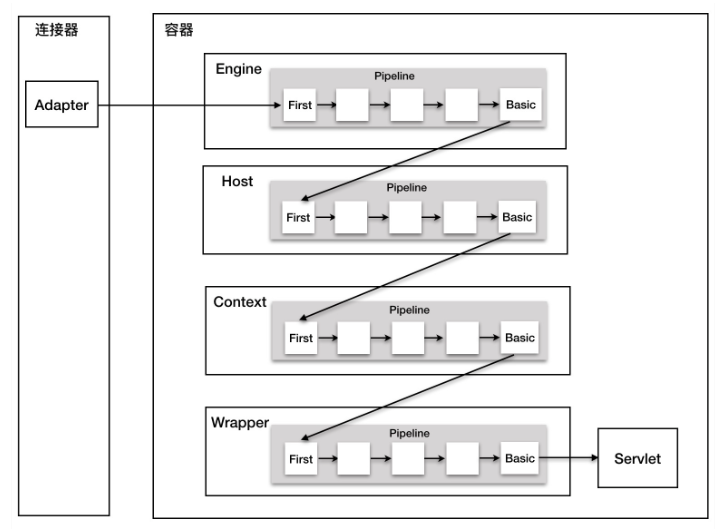 连接器
容器
Adapter
Engine
Pipeline
First
Basic
Host
Pipeline
First
Basic
Context
Pipeline
First
Basic
Wrapper
Pipeline
First
Basic
Servlet